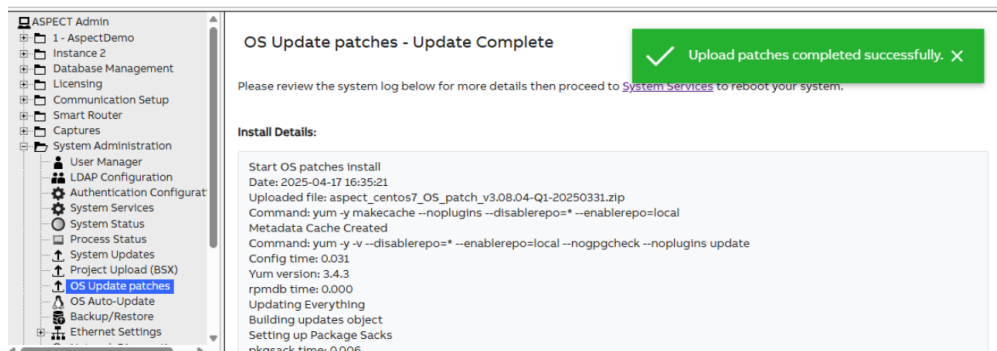 ASPECT Admin
1 - AspectDemo
Instance 2
Database Management
Licensing
Communication Setup
Smart Router
Captures
System Administration
User Manager
LDAP Configuration
Authentication Configurat
System Services
System Status
Process Status
System Updates
Project Upload (BSX)
OS Update patches
OS Auto-Update
Backup/Restore
Ethernet Settings
OS Update patches - Update Complete
Upload patches completed successfully.
Please review the system log below for more details then proceed to System Services to reboot your system.
Install Details:
Start OS patches install
Date: 2025-04-17 16:35:21
Uploaded file: aspect_centos7_OS_patch_v3.08.04-Q1-20250331.zip
Command: yum -y makecache --noplugins --disablerepo=* --enablerepo=local
Metadata Cache Created
Command: yum -y -v --disablerepo=* --enablerepo=local --nogpgcheck --noplugins update
Config time: 0.031
Yum version: 3.4.3
rpmdb time: 0.000
Updating Everything
Building updates object
Setting up Package Sacks
pkgsack time: 0.006